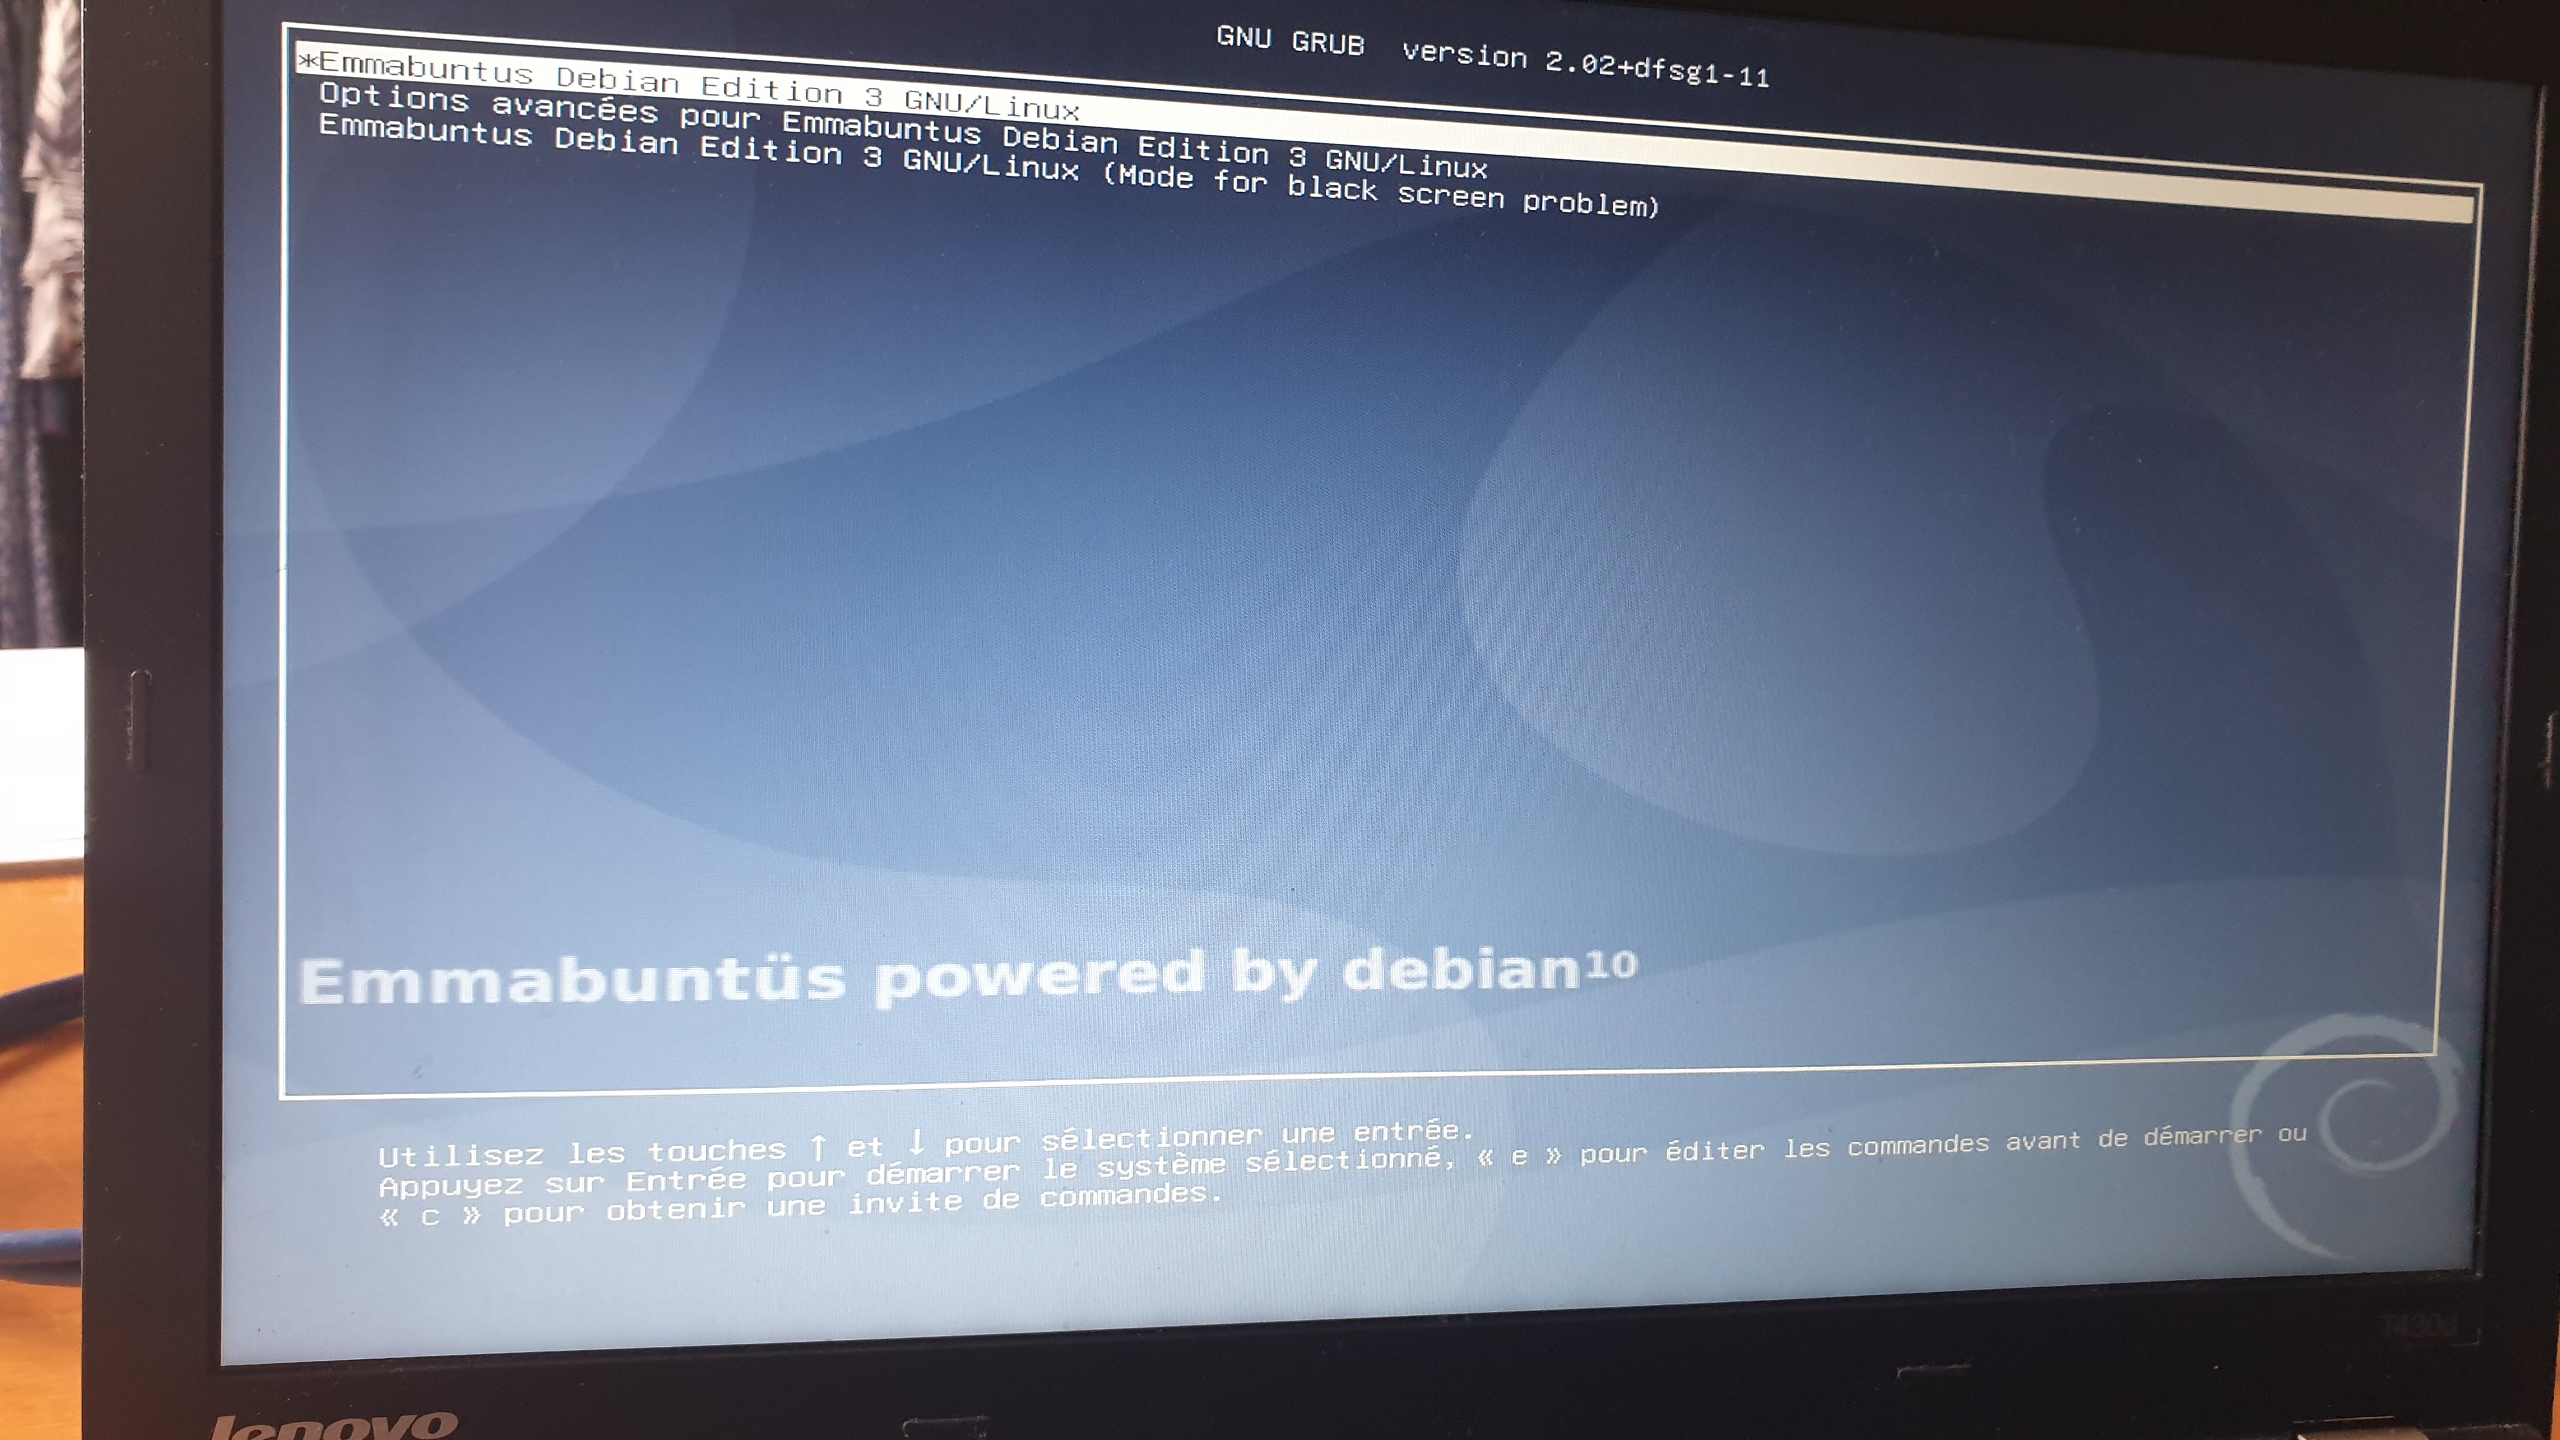 GNU GRUB version 2.02+dfsg1-11
*Emmabuntus Debian Edition 3 GNU/Linux
Options avancées pour Emmabuntus Debian Edition 3 GNU/Linux
Emmabuntus Debian Edition 3 GNU/Linux (Mode for black screen problem)
Emmabuntüs powered by debian10
Utilisez les touches ↑ et ↓ pour sélectionner une entrée.
Appuyez sur Entrée pour démarrer le système sélectionné, « e » pour éditer les commandes avant de démarrer ou
« c » pour obtenir une invite de commandes.
T430u
lenovo